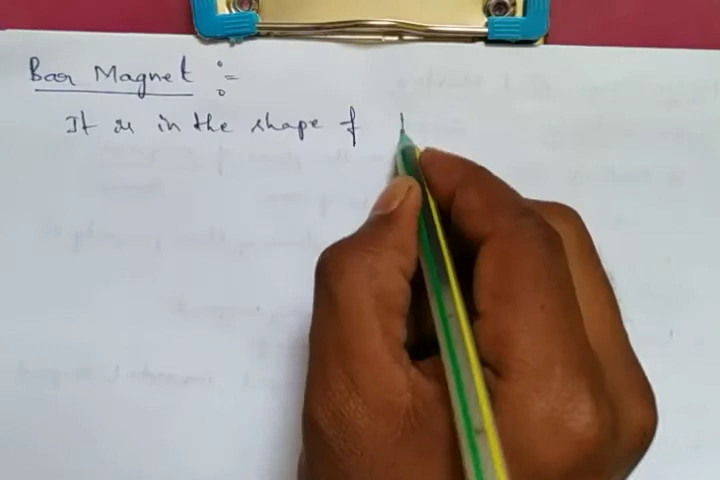 Bar Magnet :=
It is in the shape of